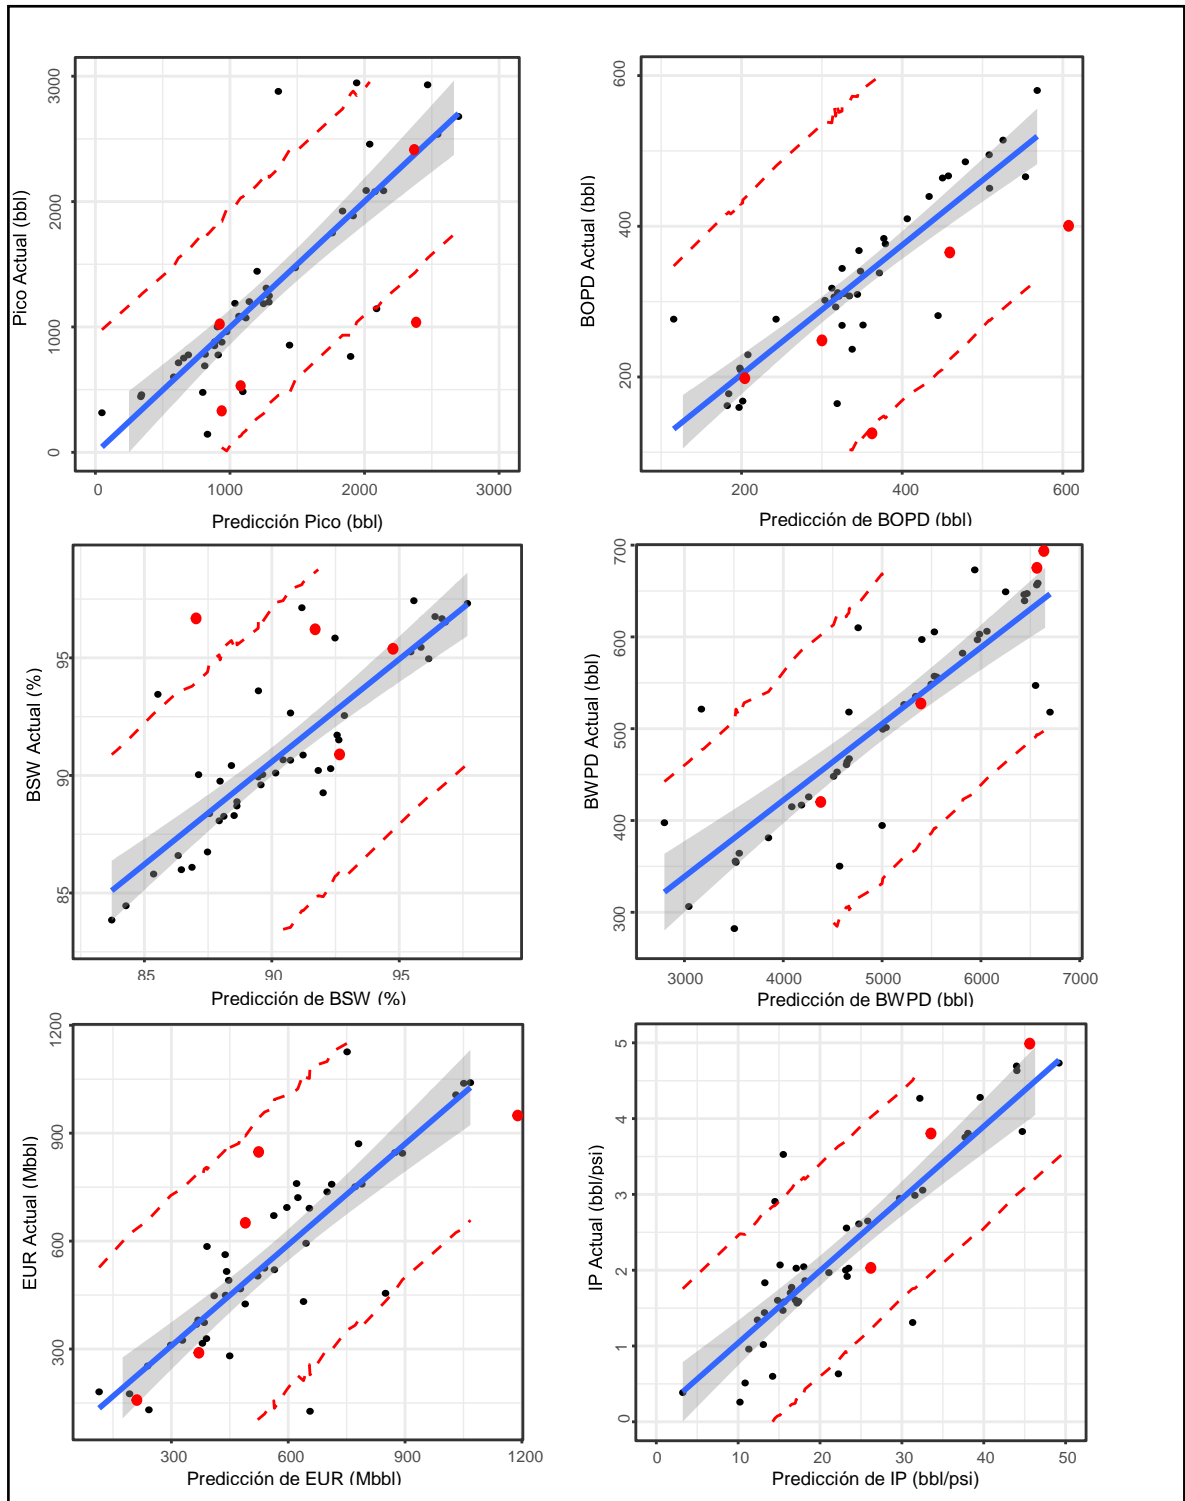 3000
2000
1000
0
Pico Actual (bbl)
0 1000 2000 3000
Predicción Pico (bbl)
600
400
200
BOPD Actual (bbl)
200 400 600
Predicción de BOPD (bbl)
95
90
85
BSW Actual (%)
85 90 95
Predicción de BSW (%)
700
600
500
400
300
BWPD Actual (bbl)
3000 4000 5000 6000 7000
Predicción de BWPD (bbl)
1200
900
600
300
EUR Actual (Mbbl)
300 600 900 1200
Predicción de EUR (Mbbl)
5
4
3
2
1
0
IP Actual (bbl/psi)
0 10 20 30 40 50
Predicción de IP (bbl/psi)